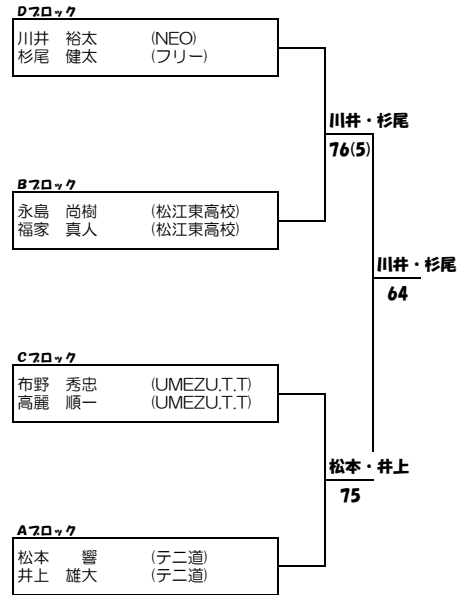 Dブロック
川井　裕太　(NEO)
杉尾　健太　(フリー)
川井・杉尾
76(5)
Bブロック
永島　尚樹　(松江東高校)
福家　真人　(松江東高校)
川井・杉尾
64
Cブロック
布野　秀忠　(UMEZU.T.T)
高麗　順一　(UMEZU.T.T)
松本・井上
75
Aブロック
松本　　響　(テニ道)
井上　雄大　(テニ道)